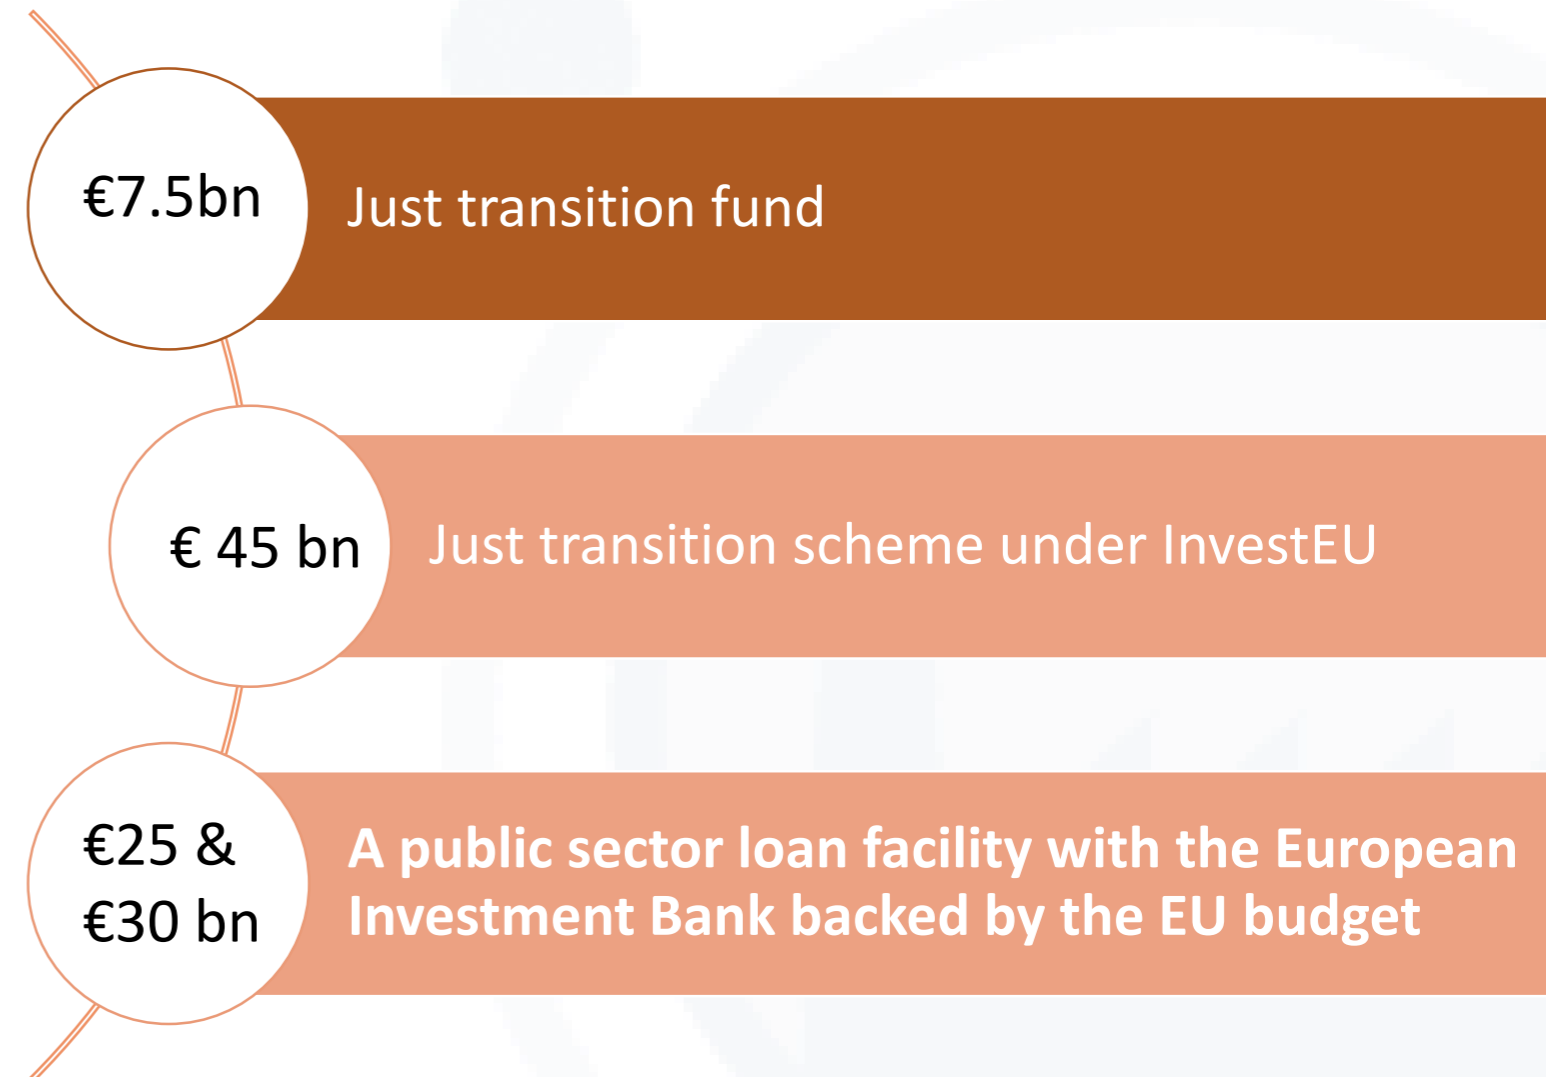 €7.5bn
Just transition fund
€ 45 bn
Just transition scheme under InvestEU
€25 &
€30 bn
A public sector loan facility with the European
Investment Bank backed by the EU budget